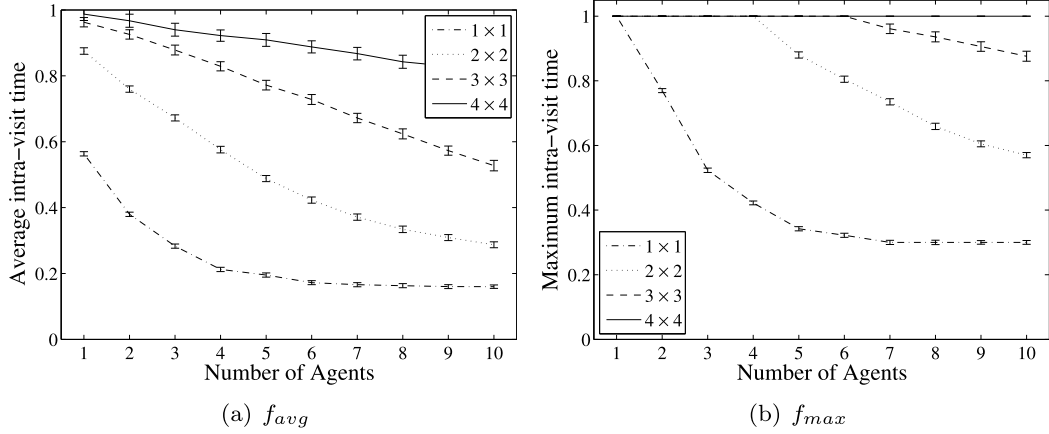 Average intra−visit time
1
0.8
0.6
0.4
0.2
0
1 2 3 4 5 6 7 8 9 10
Number of Agents
1 × 1
2 × 2
3 × 3
4 × 4
(a) f_avg
Maximum intra−visit time
1
0.8
0.6
0.4
0.2
0
1 2 3 4 5 6 7 8 9 10
Number of Agents
1 × 1
2 × 2
3 × 3
4 × 4
(b) f_max